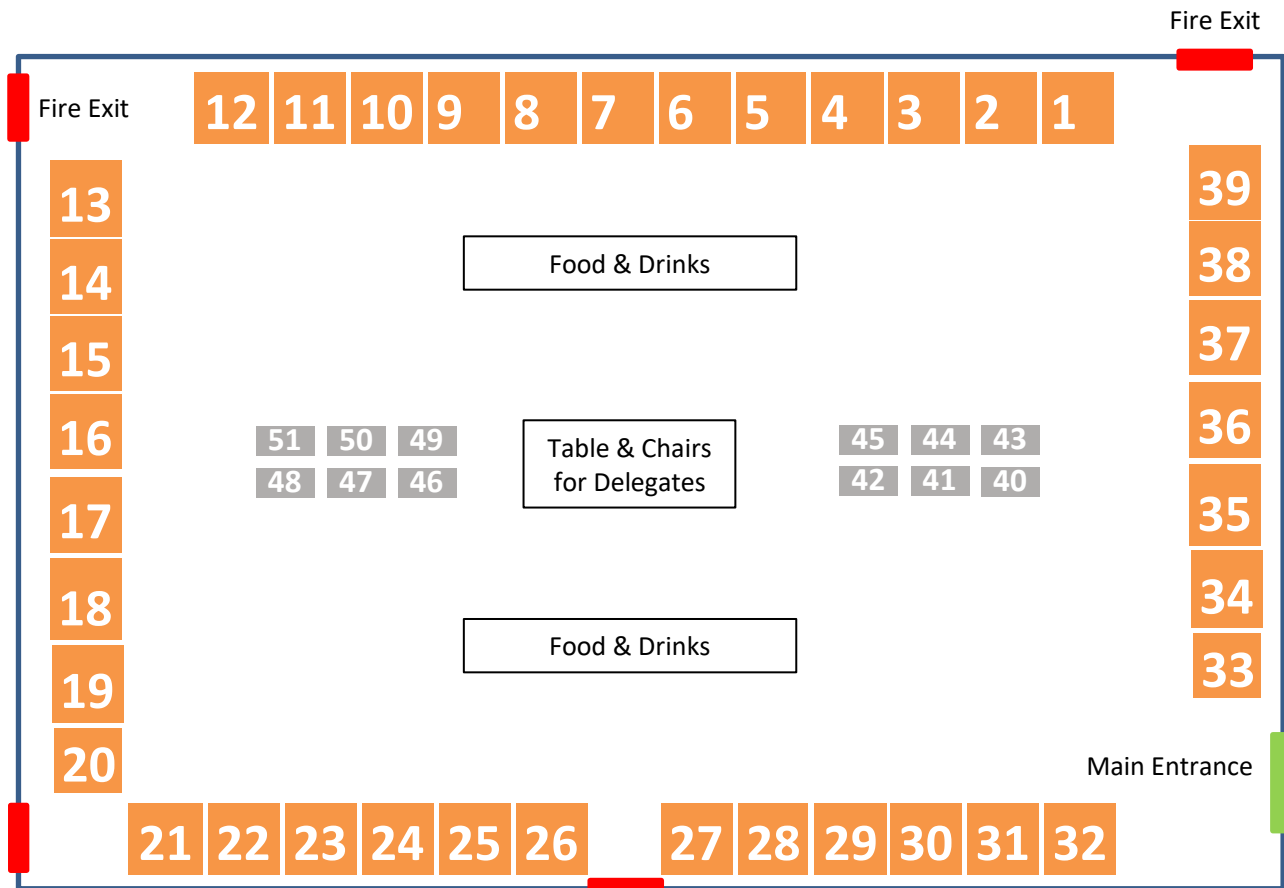 Fire Exit
Fire Exit
12 11 10 9 8 7 6 5 4 3 2 1
13
39
14
Food & Drinks
38
15
37
16
51 50 49
Table & Chairs
45 44 43
36
48 47 46
for Delegates
42 41 40
17
35
18
34
19
Food & Drinks
33
20
Main Entrance
21 22 23 24 25 26 27 28 29 30 31 32